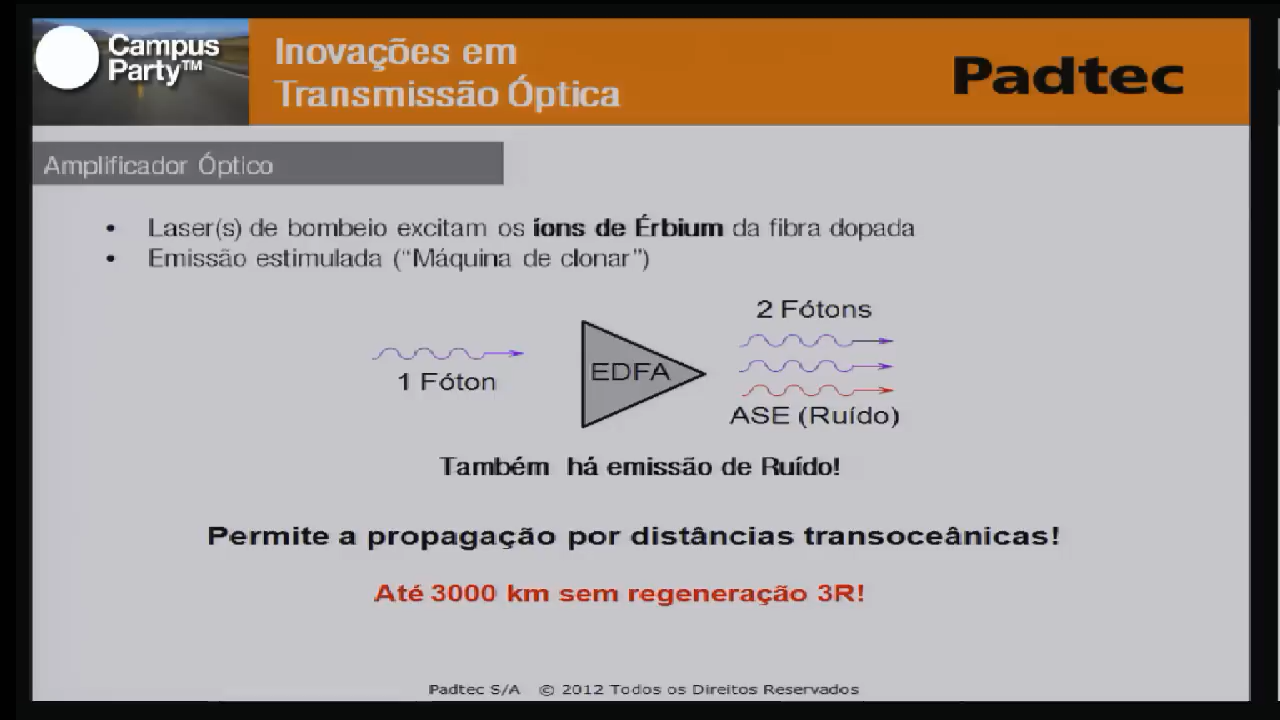 Campus
Party™
Inovações em
Transmissão Óptica
Padtec
Amplificador Óptico
• Laser(s) de bombeio excitam os íons de Érbium da fibra dopada
• Emissão estimulada (“Máquina de clonar”)
2 Fótons
EDFA
1 Fóton
ASE (Ruído)
Também há emissão de Ruído!
Permite a propagação por distâncias transoceânicas!
Até 3000 km sem regeneração 3R!
Padtec S/A © 2012 Todos os Direitos Reservados